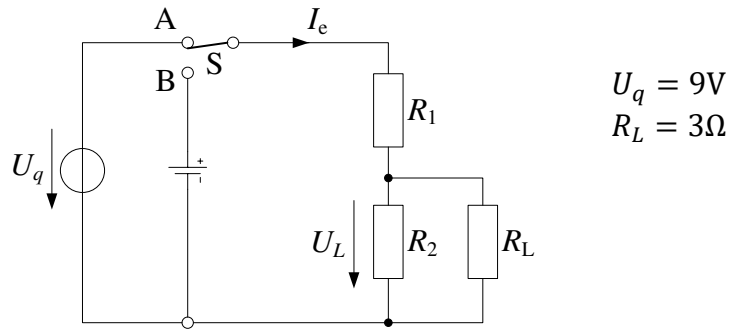 A
I_e
S
B
U_q = 9V
R_L = 3Ω
R_1
U_q
+
-
U_L
R_2
R_L